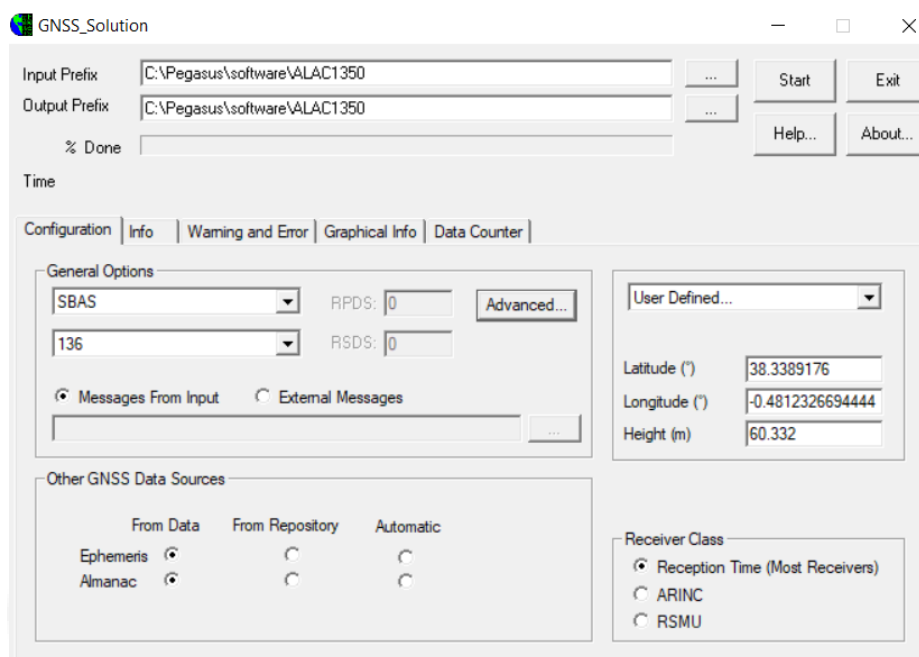 GNSS_Solution
Input Prefix C:\Pegasus\software\ALAC1350 ... Start Exit
Output Prefix C:\Pegasus\software\ALAC1350 ...
% Done Help... About...
Time
Configuration Info Warning and Error Graphical Info Data Counter
General Options
SBAS RPDS: 0 Advanced... User Defined...
136 RSDS: 0
Latitude (°) 38.3389176
Messages From Input External Messages Longitude (°) -0.4812326694444
... Height (m) 60.332
Other GNSS Data Sources
From Data From Repository Automatic
Ephemeris
Almanac
Receiver Class
Reception Time (Most Receivers)
ARINC
RSMU